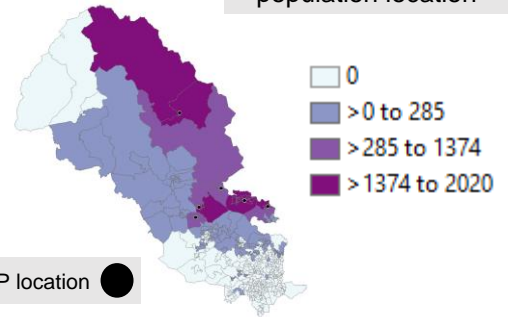 population location
0
>0 to 285
>285 to 1374
>1374 to 2020
P location